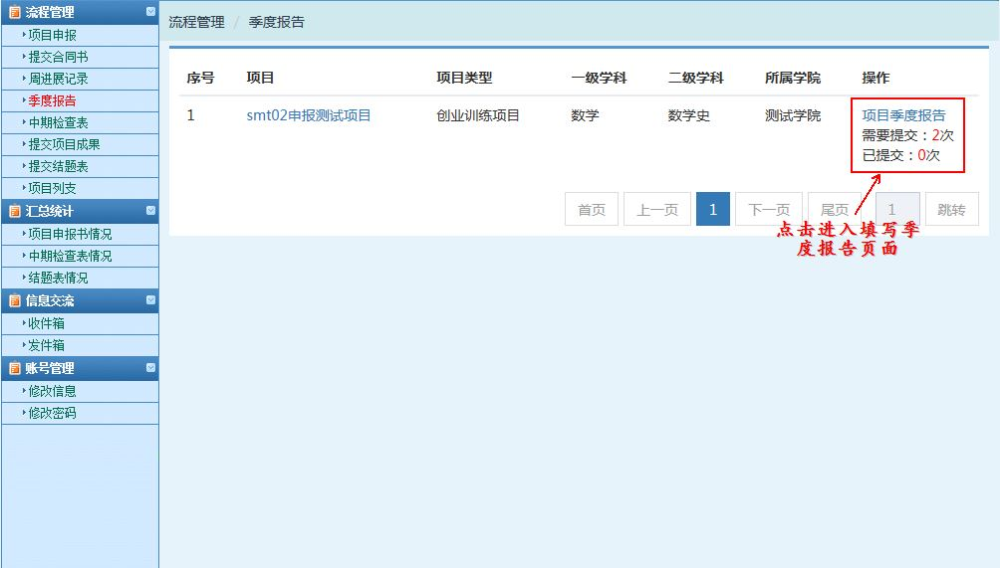 流程管理
项目申报
提交合同书
周进展记录
季度报告
中期检查表
提交项目成果
提交结题表
项目列支
汇总统计
项目申报书情况
中期检查表情况
结题表情况
信息交流
收件箱
发件箱
账号管理
修改信息
修改密码
流程管理 / 季度报告
序号 项目 项目类型 一级学科 二级学科 所属学院 操作
1 smt02申报测试项目 创业训练项目 数学 数学史 测试学院 项目季度报告
需要提交：2次
已提交：0次
首页 上一页 1 下一页 尾页 1 跳转
点击进入填写季
度报告页面